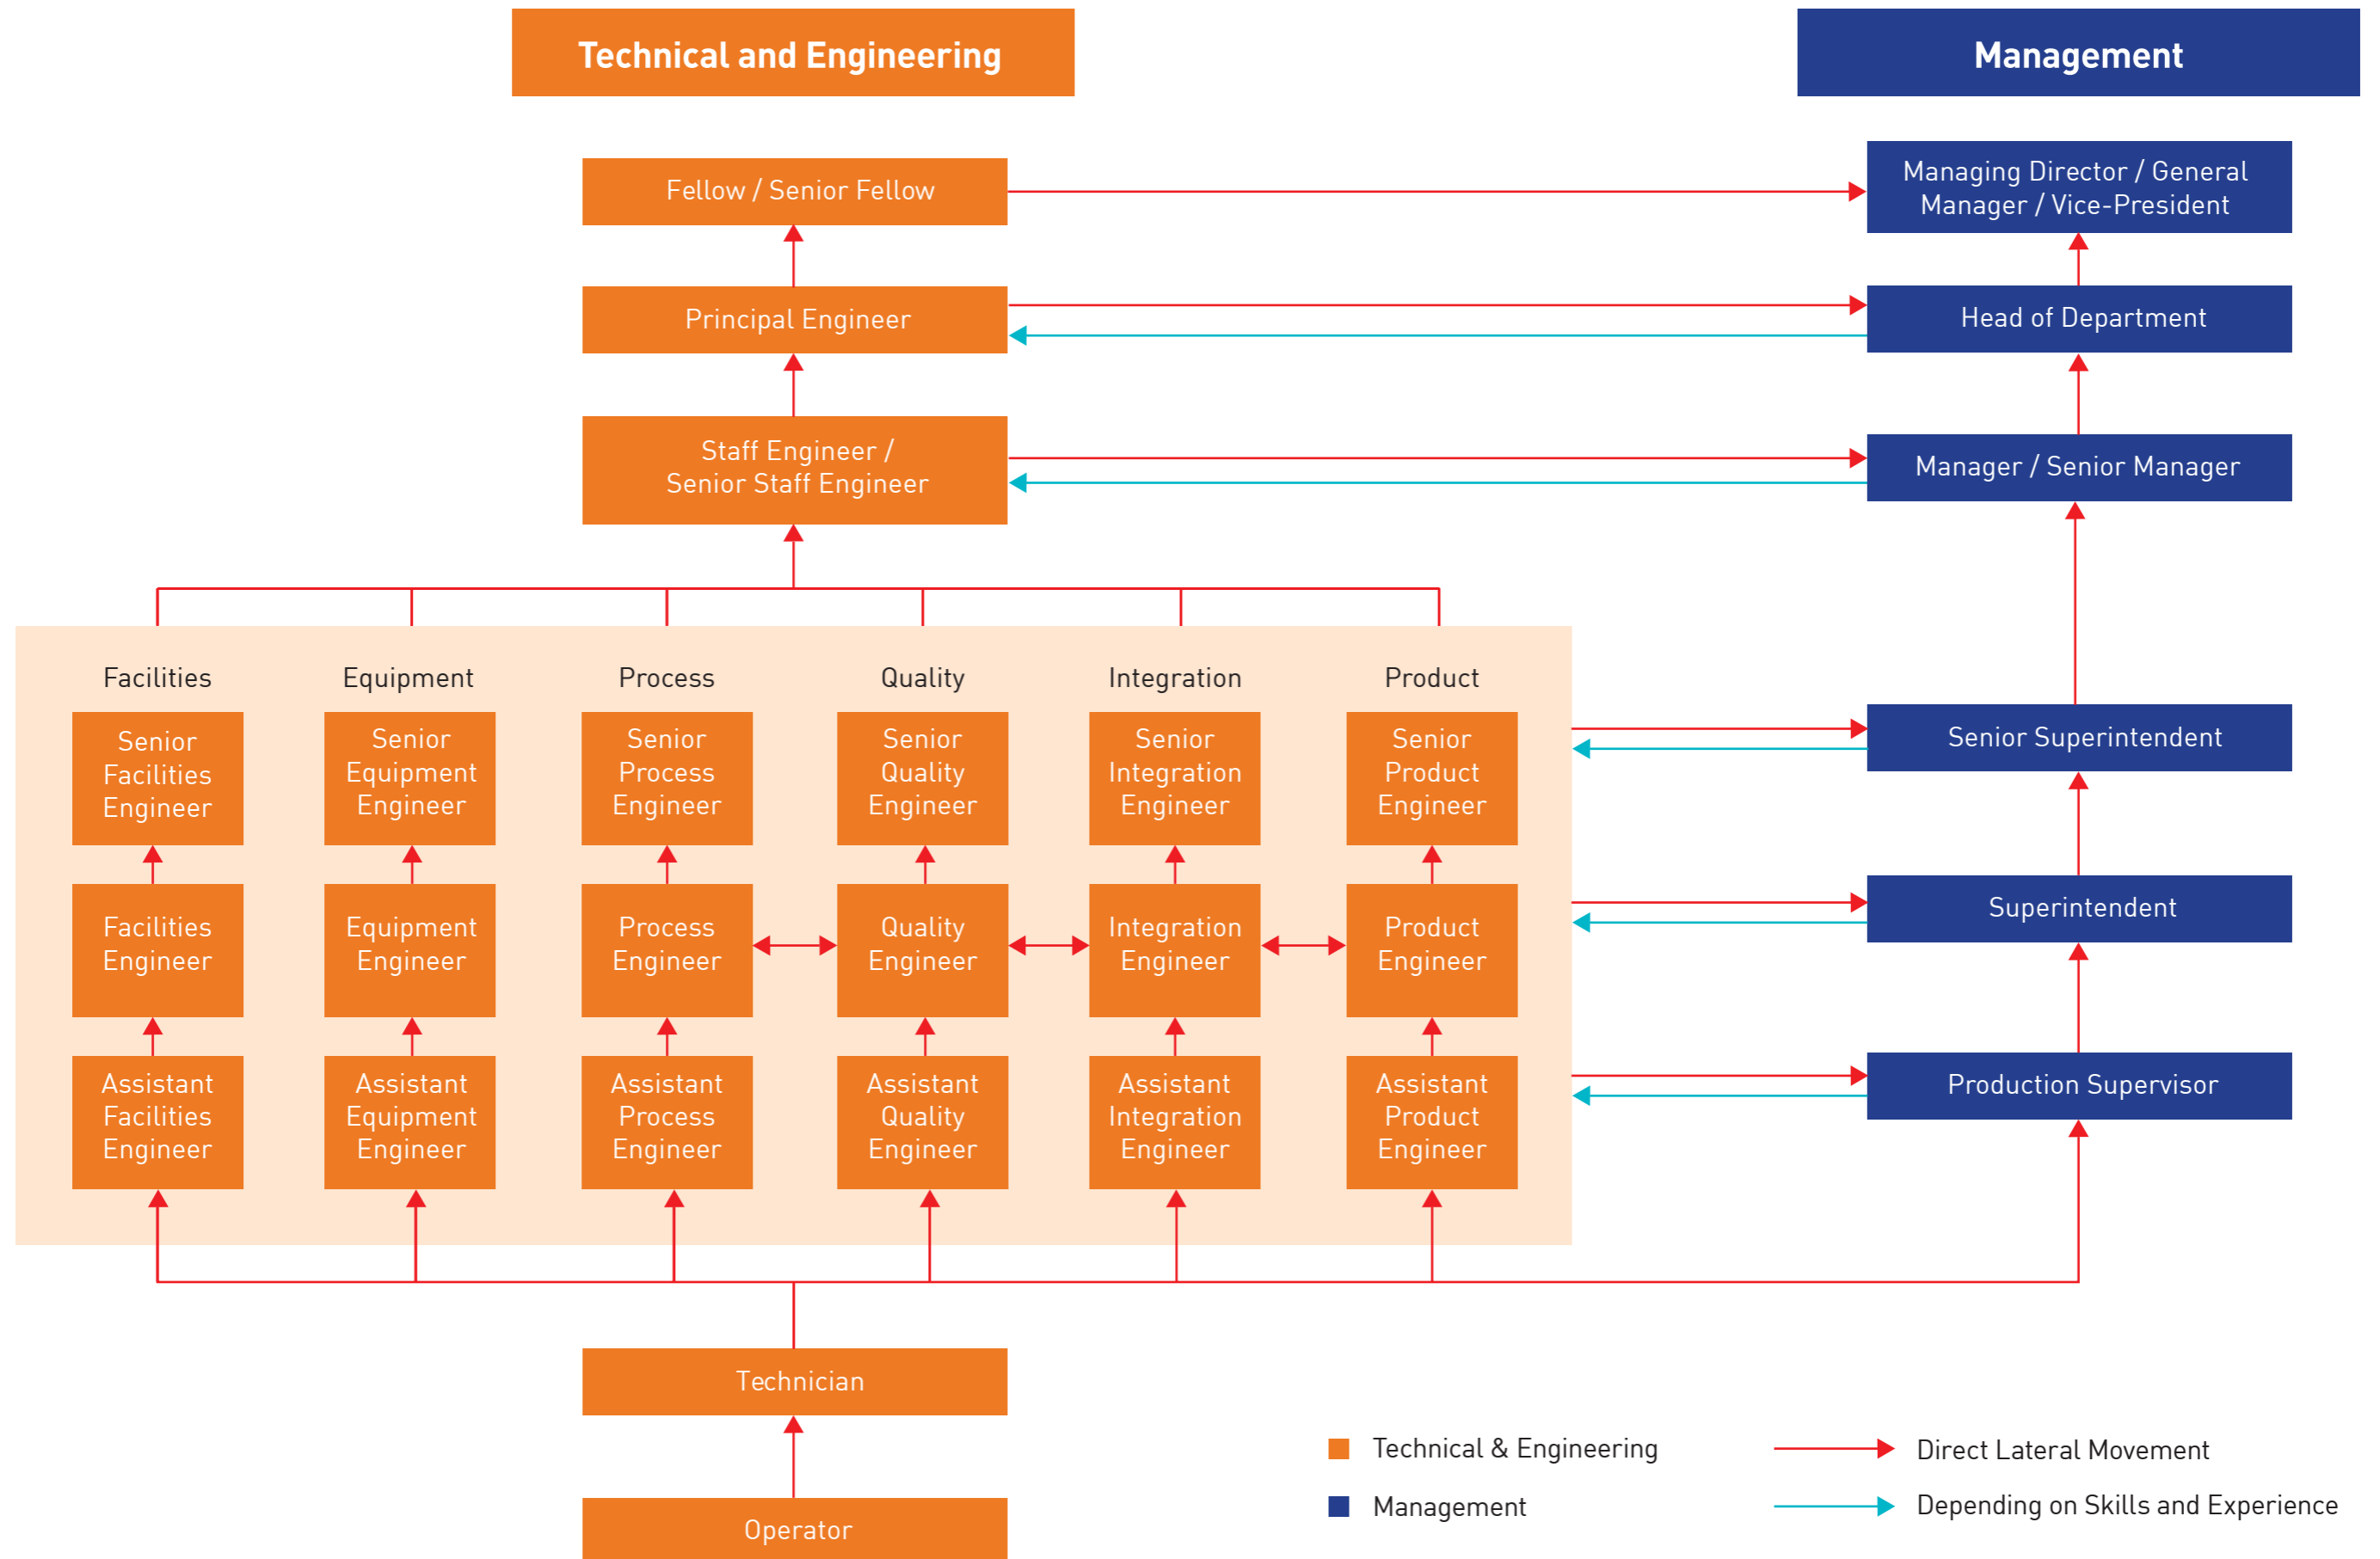 Technical and Engineering
Management
Fellow / Senior Fellow
Managing Director / General
Manager / Vice-President
Principal Engineer
Head of Department
Staff Engineer /
Senior Staff Engineer
Manager / Senior Manager
Facilities
Equipment
Process
Quality
Integration
Product
Senior
Facilities
Engineer
Senior
Equipment
Engineer
Senior
Process
Engineer
Senior
Quality
Engineer
Senior
Integration
Engineer
Senior
Product
Engineer
Senior Superintendent
Facilities
Engineer
Equipment
Engineer
Process
Engineer
Quality
Engineer
Integration
Engineer
Product
Engineer
Superintendent
Assistant
Facilities
Engineer
Assistant
Equipment
Engineer
Assistant
Process
Engineer
Assistant
Quality
Engineer
Assistant
Integration
Engineer
Assistant
Product
Engineer
Production Supervisor
Technician
Operator
Technical & Engineering
Management
Direct Lateral Movement
Depending on Skills and Experience